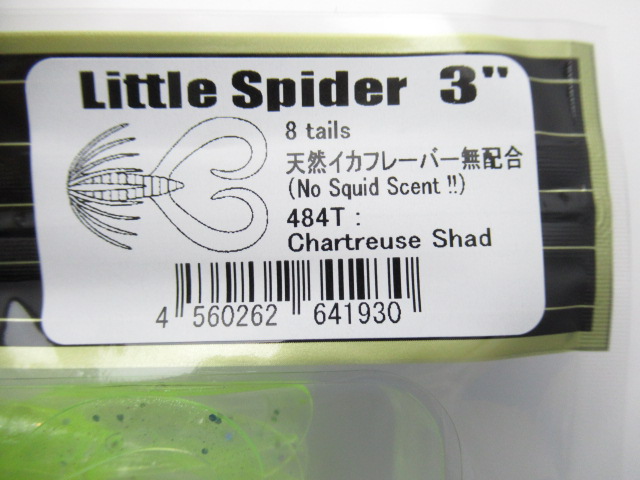 Little Spider 3"
8 tails
天然イカフレーバー無配合
(No Squid Scent !!)
484T :
Chartreuse Shad
4 560262 641930